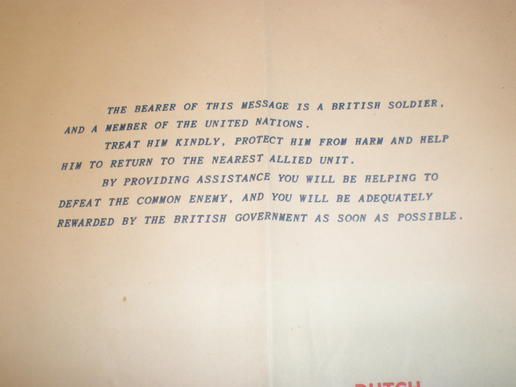 THE BEARER OF THIS MESSAGE IS A BRITISH SOLDIER,
AND A MEMBER OF THE UNITED NATIONS.
TREAT HIM KINDLY, PROTECT HIM FROM HARM AND HELP
HIM TO RETURN TO THE NEAREST ALLIED UNIT.
BY PROVIDING ASSISTANCE YOU WILL BE HELPING TO
DEFEAT THE COMMON ENEMY, AND YOU WILL BE ADEQUATELY
REWARDED BY THE BRITISH GOVERNMENT AS SOON AS POSSIBLE.
DUTCH